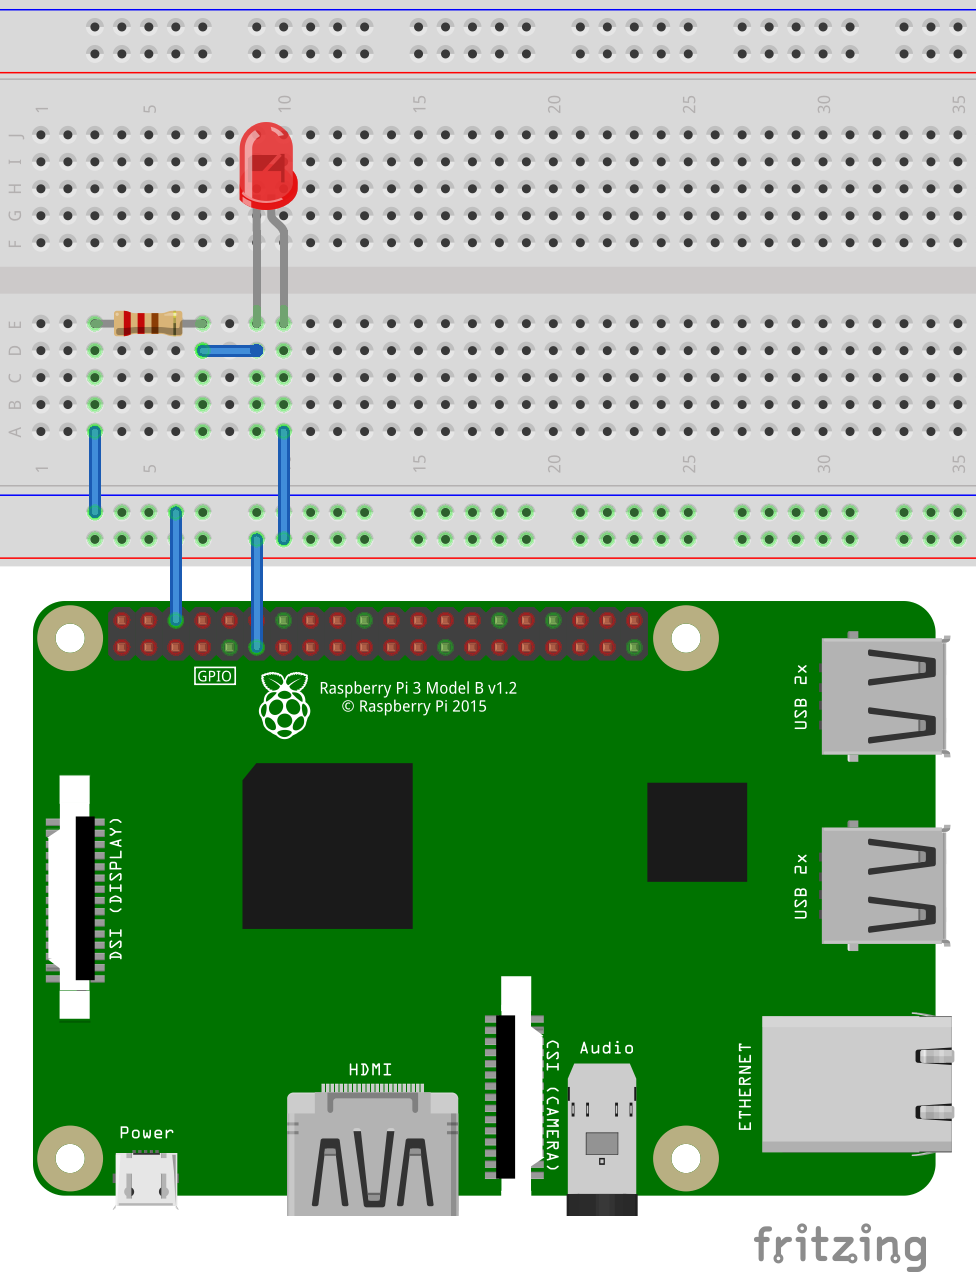 1 5 10 15 20 25 30 35
J
I
H
G
F
E
D
C
B
A
1 5 15 20 25 30 35
GPIO
Raspberry Pi 3 Model B v1.2
© Raspberry Pi 2015
USB 2x
DSI (DISPLAY)
USB 2x
HDMI
CSI (CAMERA)
Audio
ETHERNET
Power
fritzing